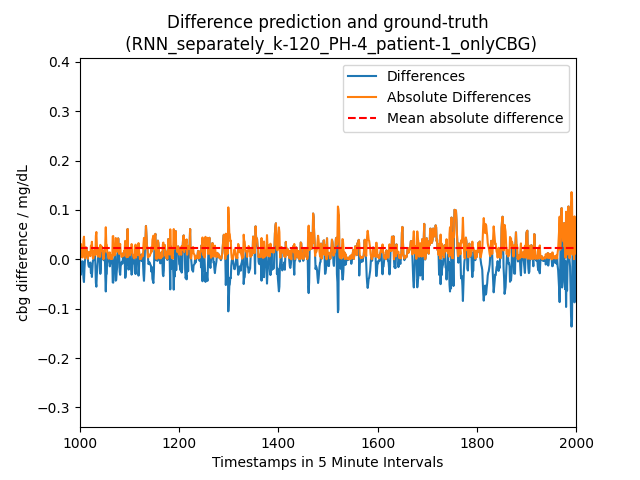 Difference prediction and ground-truth
(RNN_separately_k-120_PH-4_patient-1_onlyCBG)
Differences
Absolute Differences
Mean absolute difference
cbg difference / mg/dL
0.4
0.3
0.2
0.1
0.0
−0.1
−0.2
−0.3
1000 1200 1400 1600 1800 2000
Timestamps in 5 Minute Intervals